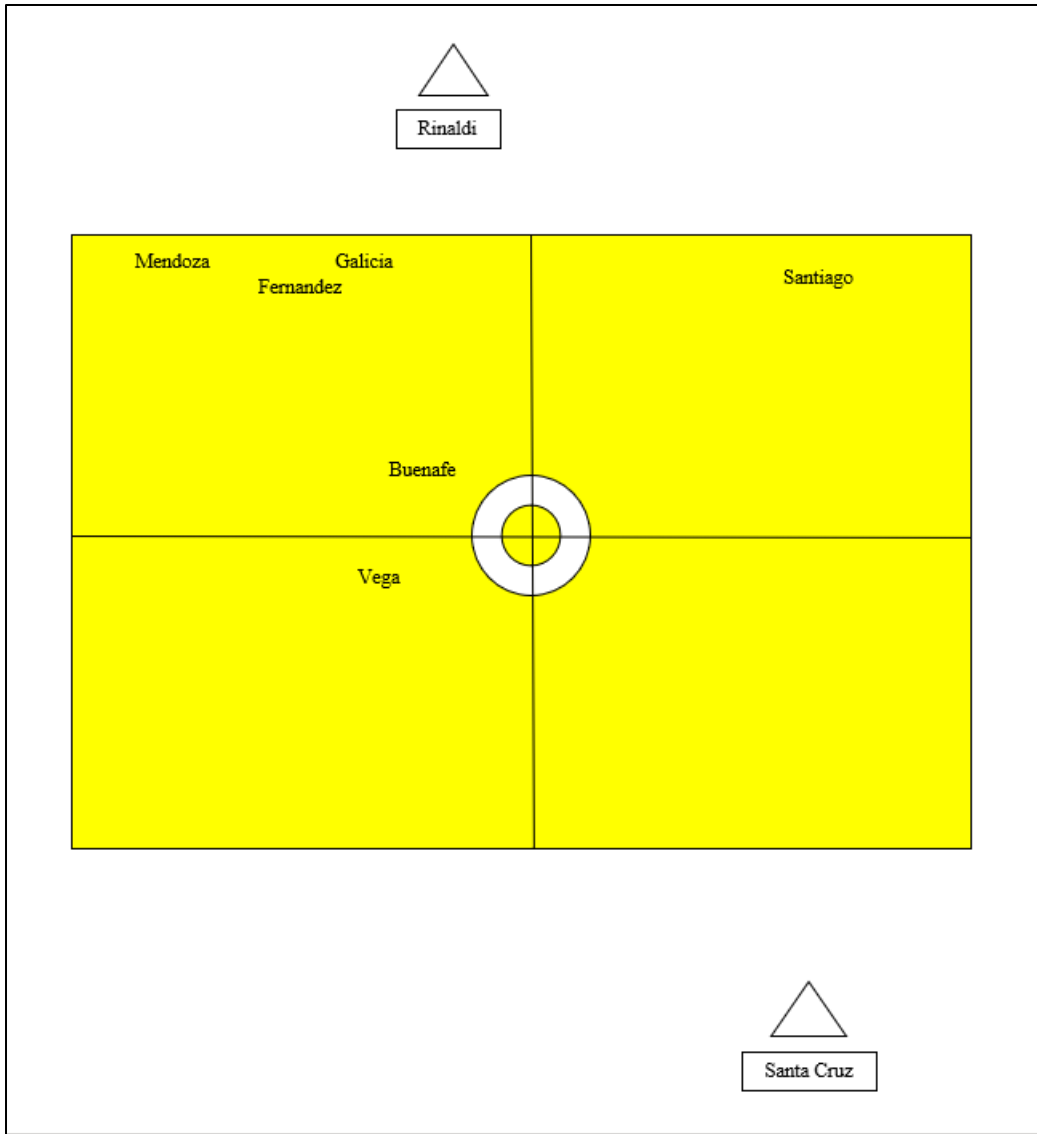 Rinaldi
Mendoza
Galicia
Santiago
Fernandez
Buenafe
Vega
Santa Cruz